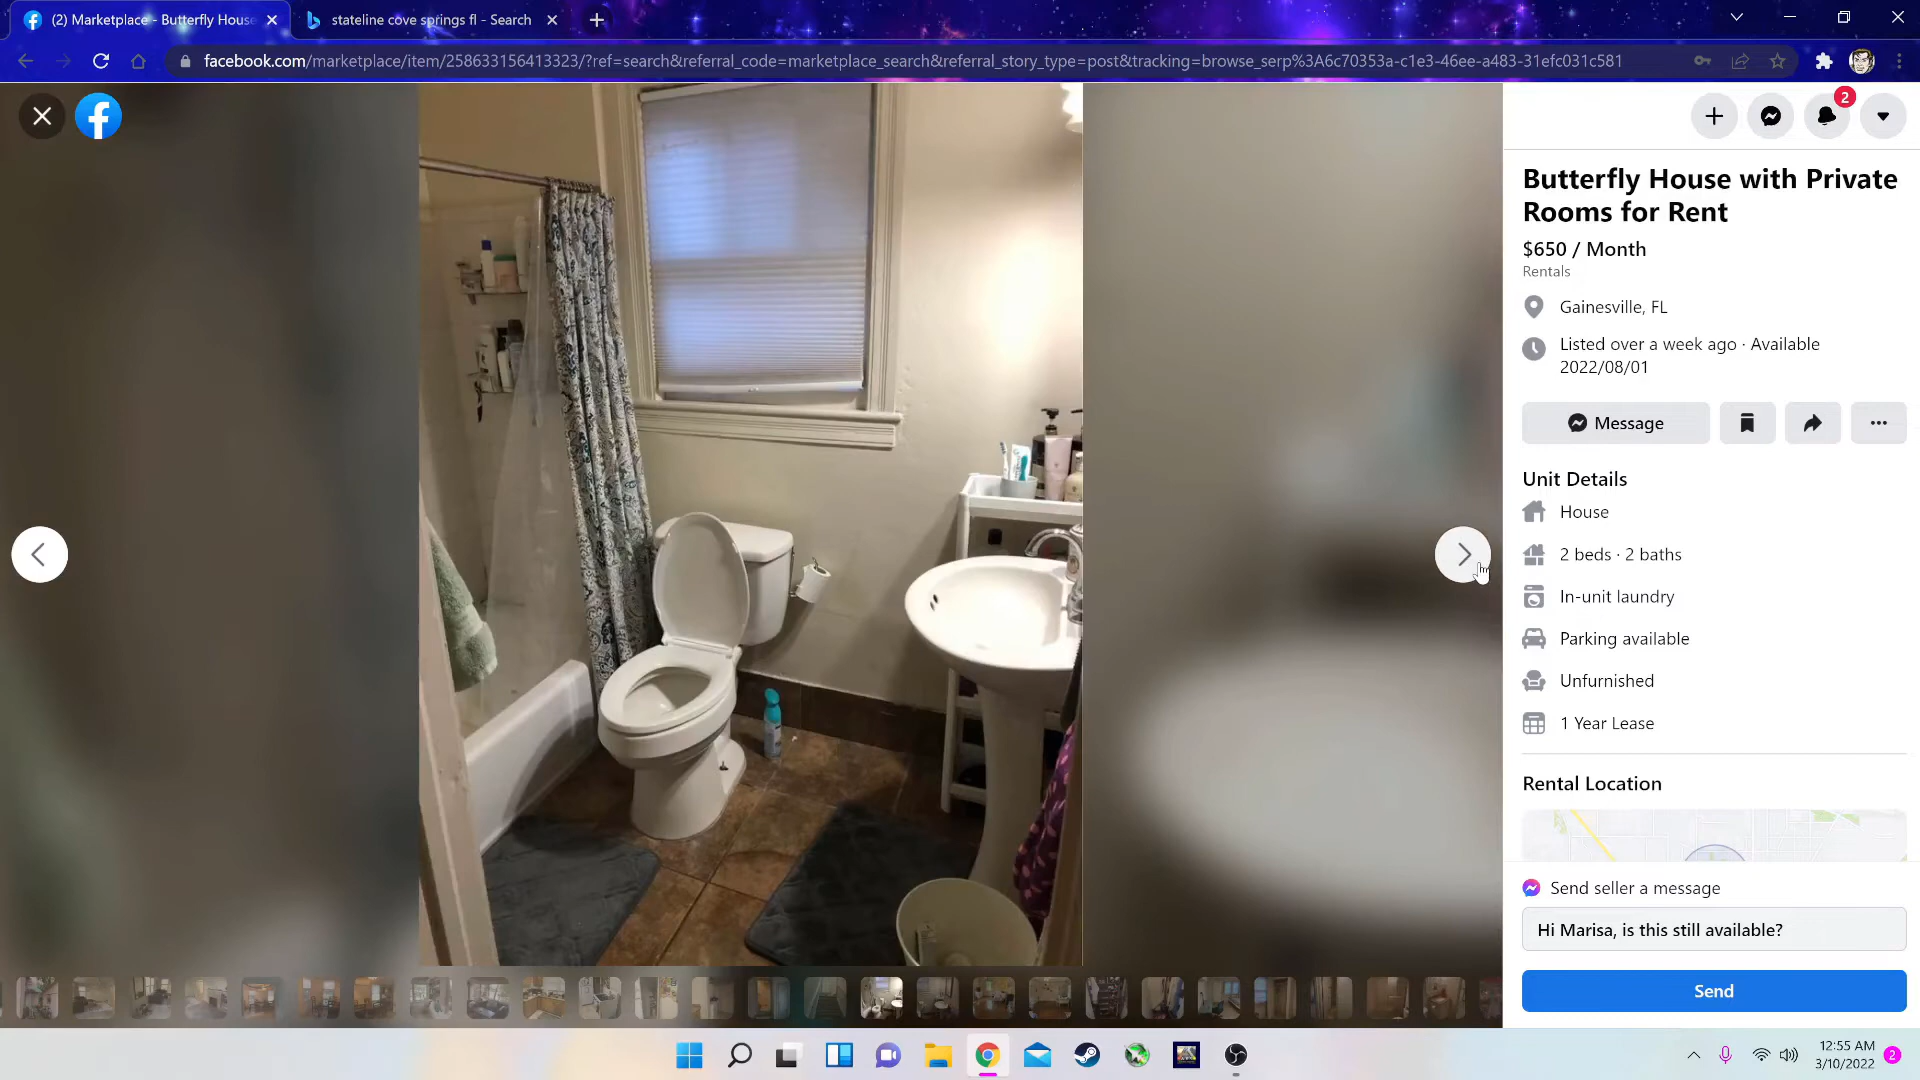 (2) Marketplace - Butterfly House
stateline cove springs fl - Search
facebook.com/marketplace/item/258633156413323/?ref=search&referral_code=marketplace_search&referral_story_type=post&tracking=browse_serp%3A6c70353a-c1e3-46ee-a483-31efc031c581
2
Butterfly House with Private
Rooms for Rent
$650 / Month
Rentals
Gainesville, FL
Listed over a week ago · Available
2022/08/01
Message
Unit Details
House
2 beds · 2 baths
In-unit laundry
Parking available
Unfurnished
1 Year Lease
Rental Location
Send seller a message
Hi Marisa, is this still available?
Send
12:55 AM
3/10/2022
2